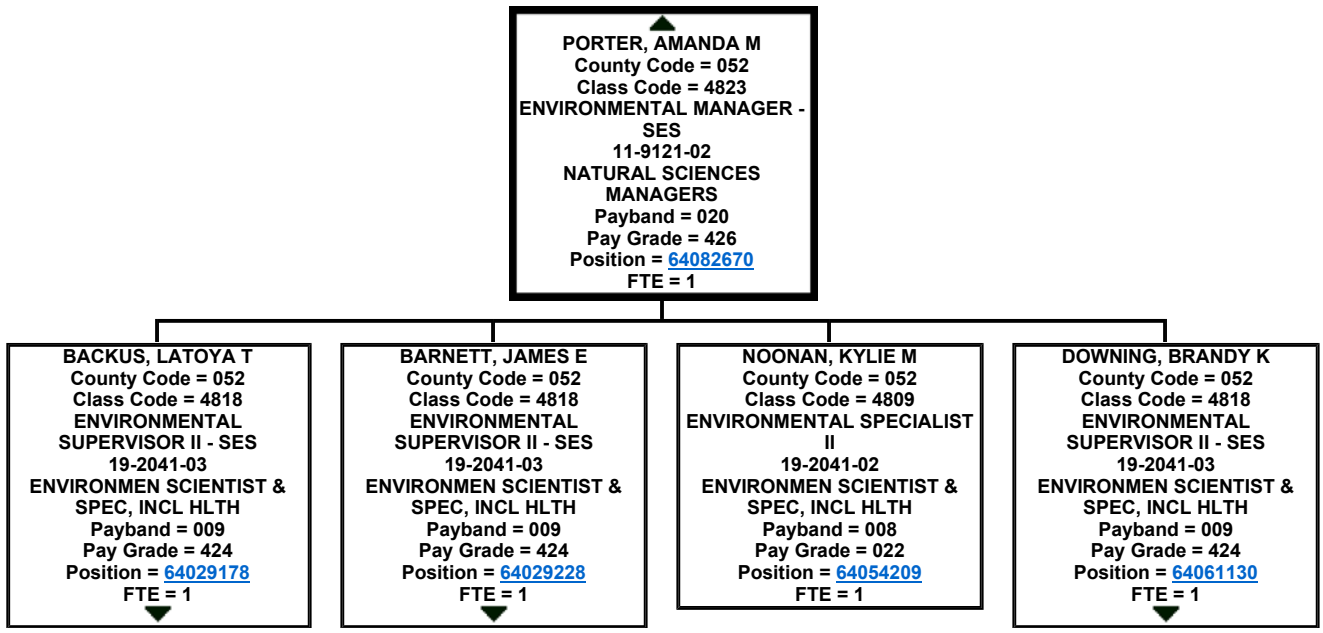 PORTER, AMANDA M
County Code = 052
Class Code = 4823
ENVIRONMENTAL MANAGER -
SES
11-9121-02
NATURAL SCIENCES
MANAGERS
Payband = 020
Pay Grade = 426
Position = 64082670
FTE = 1
BACKUS, LATOYA T
County Code = 052
Class Code = 4818
ENVIRONMENTAL
SUPERVISOR II - SES
19-2041-03
ENVIRONMEN SCIENTIST &
SPEC, INCL HLTH
Payband = 009
Pay Grade = 424
Position = 64029178
FTE = 1
BARNETT, JAMES E
County Code = 052
Class Code = 4818
ENVIRONMENTAL
SUPERVISOR II - SES
19-2041-03
ENVIRONMEN SCIENTIST &
SPEC, INCL HLTH
Payband = 009
Pay Grade = 424
Position = 64029228
FTE = 1
NOONAN, KYLIE M
County Code = 052
Class Code = 4809
ENVIRONMENTAL SPECIALIST
II
19-2041-02
ENVIRONMEN SCIENTIST &
SPEC, INCL HLTH
Payband = 008
Pay Grade = 022
Position = 64054209
FTE = 1
DOWNING, BRANDY K
County Code = 052
Class Code = 4818
ENVIRONMENTAL
SUPERVISOR II - SES
19-2041-03
ENVIRONMEN SCIENTIST &
SPEC, INCL HLTH
Payband = 009
Pay Grade = 424
Position = 64061130
FTE = 1